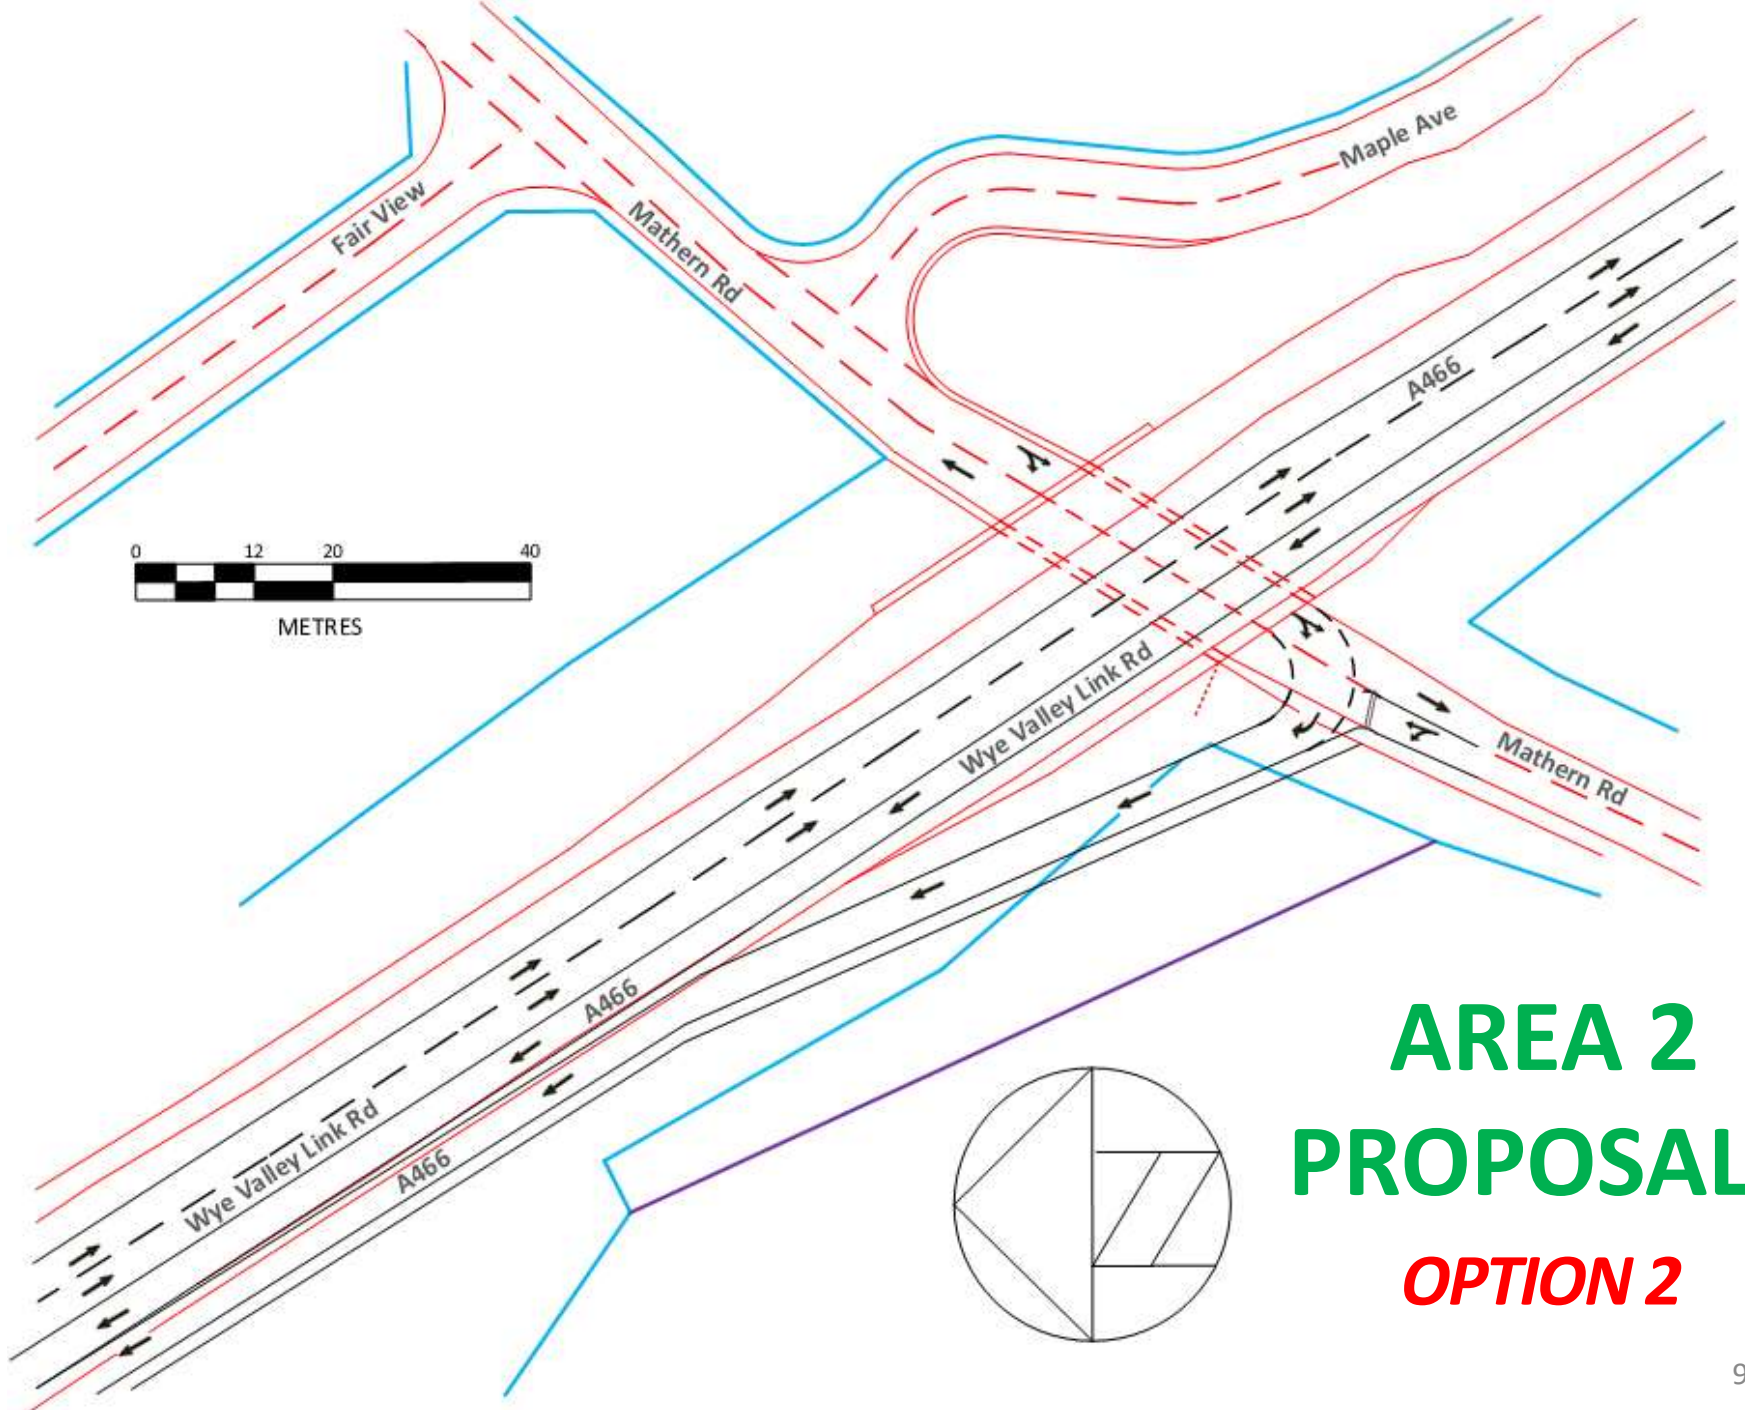 Maple Ave
Fair View
Mathern Rd
A466
0 12 20 40
METRES
Wye Valley Link Rd
Mathern Rd
A466
AREA 2
PROPOSAL
OPTION 2
Wye Valley Link Rd
A466
9